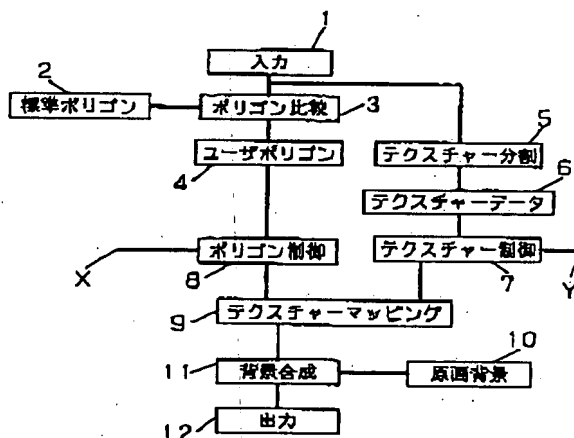 1
入力
2
標準ポリゴン
ポリゴン比較
3
5
ユーザポリゴン
4
テクスチャー分割
6
テクスチャーデータ
ポリゴン制御
テクスチャー制御
X
8
7
Y
テクスチャーマッピング
9
10
11
背景合成
原画背景
出力
12